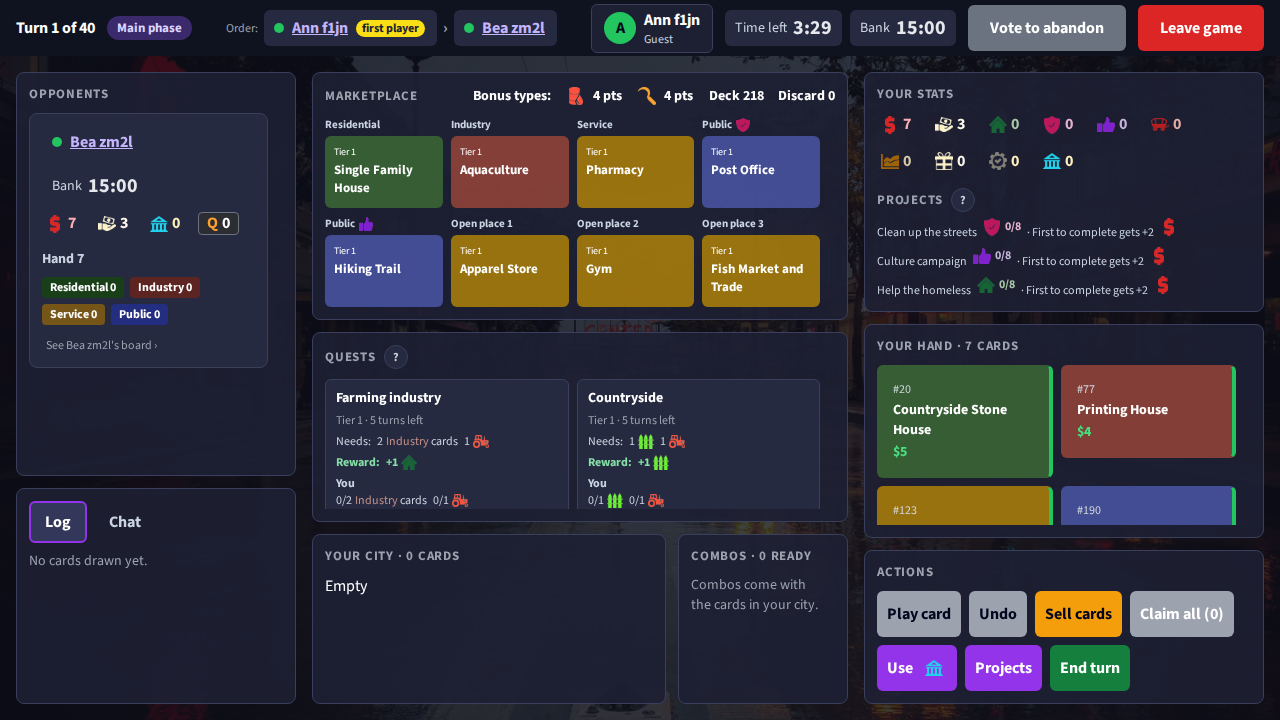 Turn 1 of 40 Main phase Order: Ann f1jn first player › Bea zm2l A Ann f1jn Guest Time left 3:29 Bank 15:00 Vote to abandon Leave game
OPPONENTS
Bea zm2l
Bank 15:00
7 3 0 Q 0
Hand 7
Residential 0 Industry 0
Service 0 Public 0
See Bea zm2l's board ›
Log Chat
No cards drawn yet.
MARKETPLACE Bonus types: 4 pts 4 pts Deck 218 Discard 0
Residential Industry Service Public
Tier 1 Tier 1 Tier 1 Tier 1
Single Family House Aquaculture Pharmacy Post Office
Public Open place 1 Open place 2 Open place 3
Tier 1 Tier 1 Tier 1 Tier 1
Hiking Trail Apparel Store Gym Fish Market and Trade
QUESTS ?
Farming industry
Tier 1 · 5 turns left
Needs: 2 Industry cards 1
Reward: +1
You
0/2 Industry cards 0/1
Countryside
Tier 1 · 5 turns left
Needs: 1 1
Reward: +1
You
0/1 0/1
YOUR CITY · 0 CARDS
Empty
COMBOS · 0 READY
Combos come with
the cards in your city.
YOUR STATS
7 3 0 0 0 0
0 0 0 0
PROJECTS ?
Clean up the streets 0/8 · First to complete gets +2
Culture campaign 0/8 · First to complete gets +2
Help the homeless 0/8 · First to complete gets +2
YOUR HAND · 7 CARDS
#20
Countryside Stone
House
$5
#77
Printing House
$4
#123
#190
ACTIONS
Play card Undo Sell cards Claim all (0)
Use Projects End turn